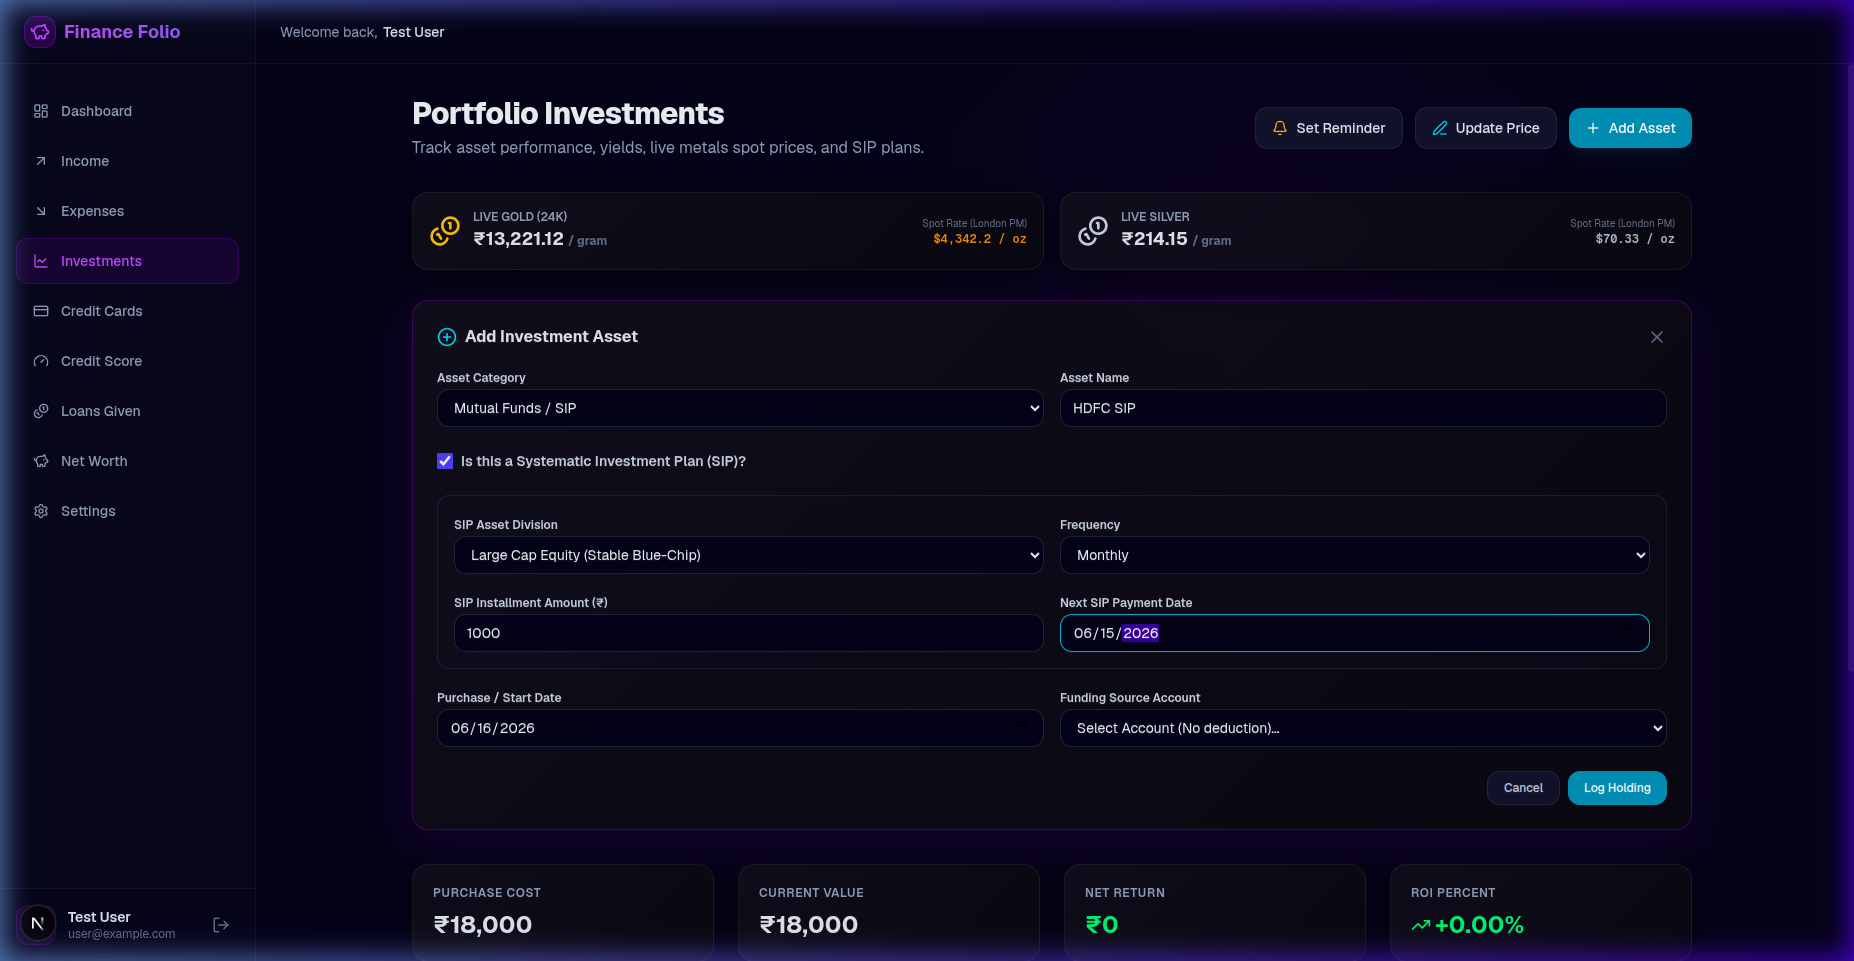 Finance Folio
Welcome back, Test User
Dashboard
Income
Expenses
Investments
Credit Cards
Credit Score
Loans Given
Net Worth
Settings
N
Test User
user@example.com
Portfolio Investments
Track asset performance, yields, live metals spot prices, and SIP plans.
Set Reminder
Update Price
Add Asset
LIVE GOLD (24K)
₹13,221.12 / gram
Spot Rate (London PM)
$4,342.2 / oz
LIVE SILVER
₹214.15 / gram
Spot Rate (London PM)
$70.33 / oz
Add Investment Asset
Asset Category
Mutual Funds / SIP
Asset Name
HDFC SIP
Is this a Systematic Investment Plan (SIP)?
SIP Asset Division
Large Cap Equity (Stable Blue-Chip)
Frequency
Monthly
SIP Installment Amount (₹)
1000
Next SIP Payment Date
06/15/2026
Purchase / Start Date
06/16/2026
Funding Source Account
Select Account (No deduction)...
Cancel
Log Holding
PURCHASE COST
₹18,000
CURRENT VALUE
₹18,000
NET RETURN
₹0
ROI PERCENT
+0.00%